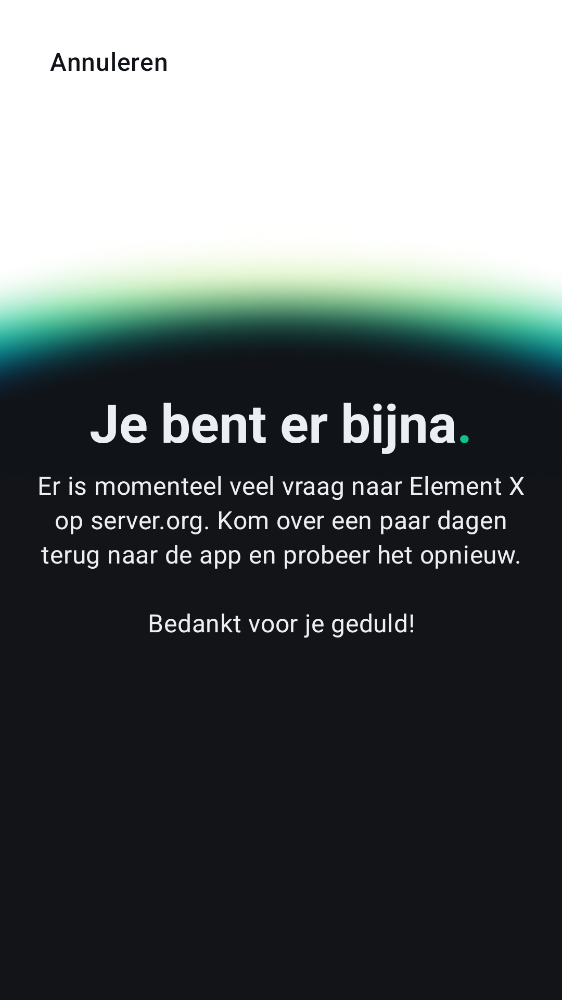 Annuleren
Je bent er bijna.
Er is momenteel veel vraag naar Element X
op server.org. Kom over een paar dagen
terug naar de app en probeer het opnieuw.
Bedankt voor je geduld!